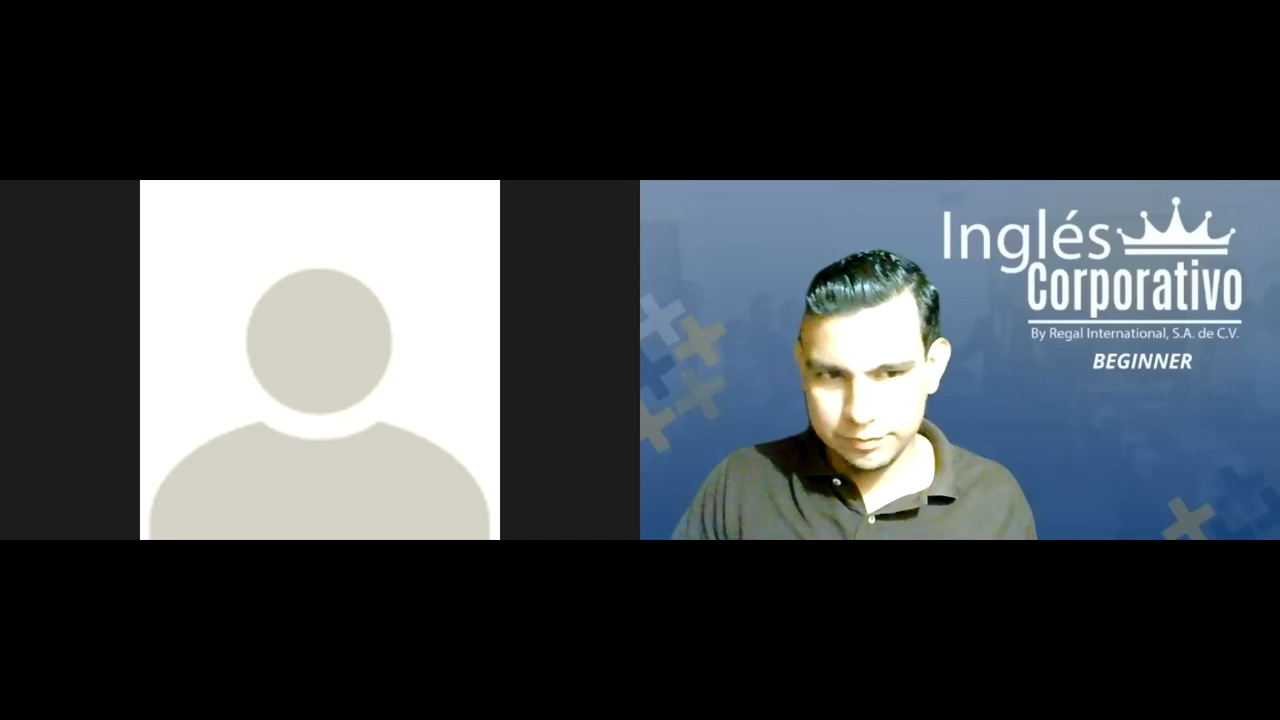 Inglés
Corporativo
By Regal International, S.A. de C.V.
BEGINNER